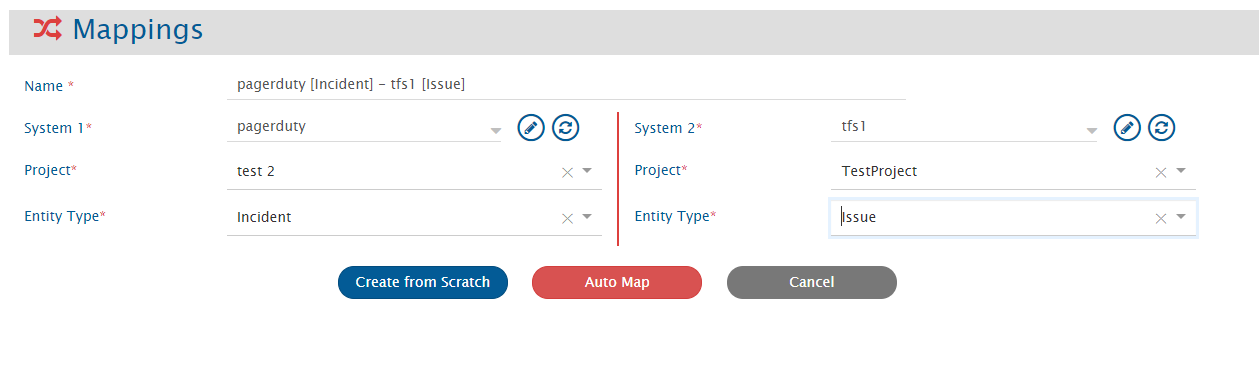 Mappings
Name * pagerduty [Incident] - tfs1 [Issue]
System 1* pagerduty System 2* tfs1
Project* test 2 Project* TestProject
Entity Type* Incident Entity Type* Issue
Create from Scratch Auto Map Cancel